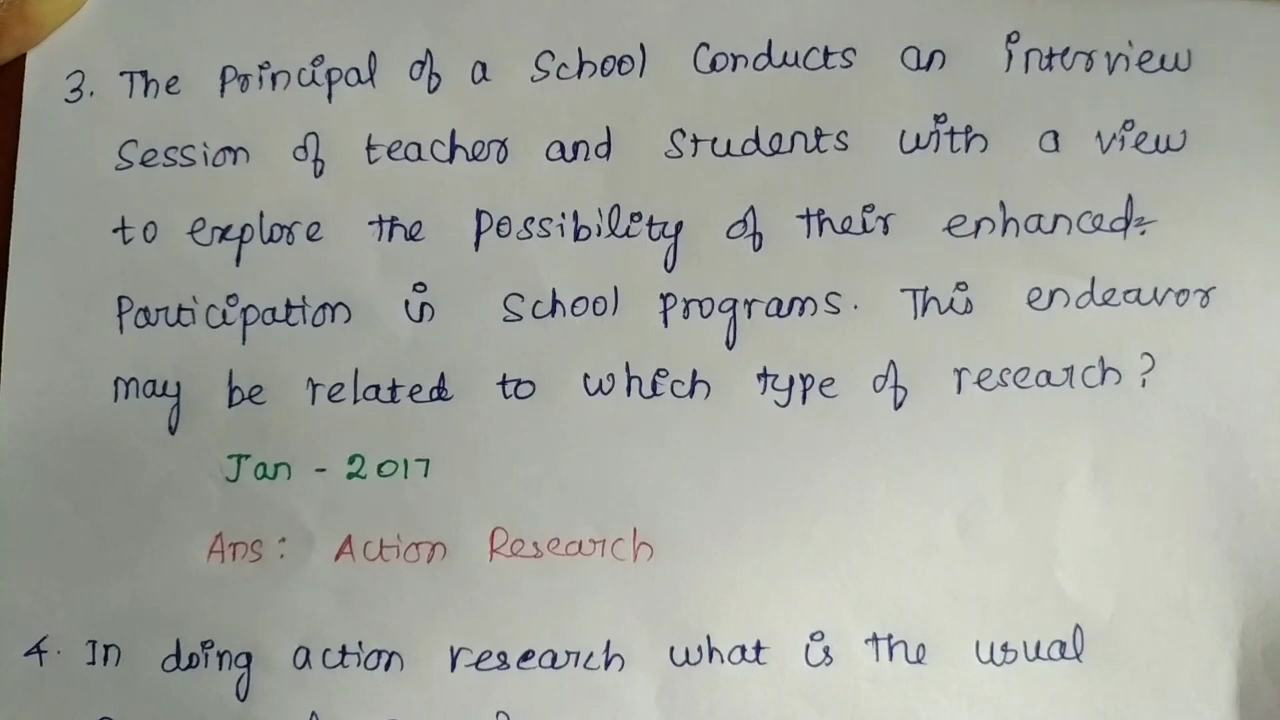 3. The Principal of a School Conducts an interview
Session of teacher and Students with a view
to explore the possibility of their enhanced
Participation is School programs. This endeavor
may be related to which type of research?
Jan - 2017
Ans: Action Research
4. In doing action research what is the usual